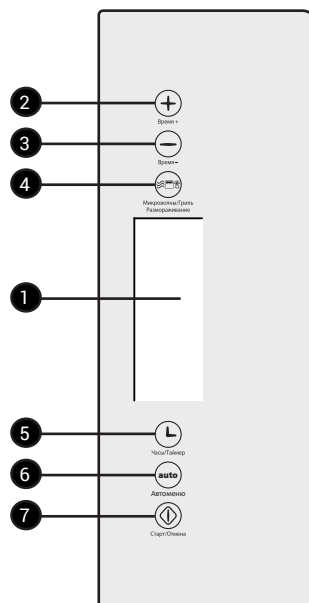 2
Время +
3
Время –
4
Микроволны/Гриль
Размораживание
1
5
Часы/Таймер
6
auto
Автоменю
7
Старт/Отмена